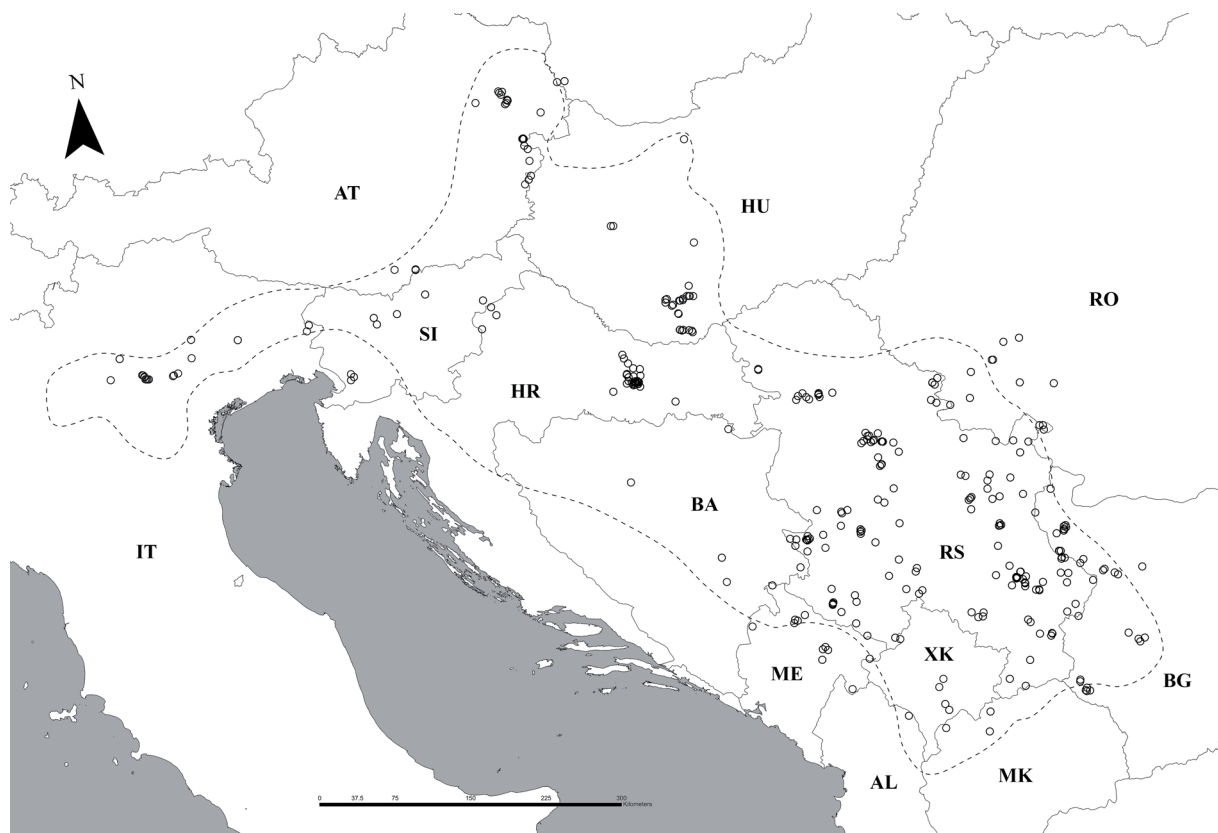 N
AT
HU
RO
SI
HR
BA
IT
RS
XK
ME
BG
AL
MK
0 37.5 75 150 225 300
Kilometers